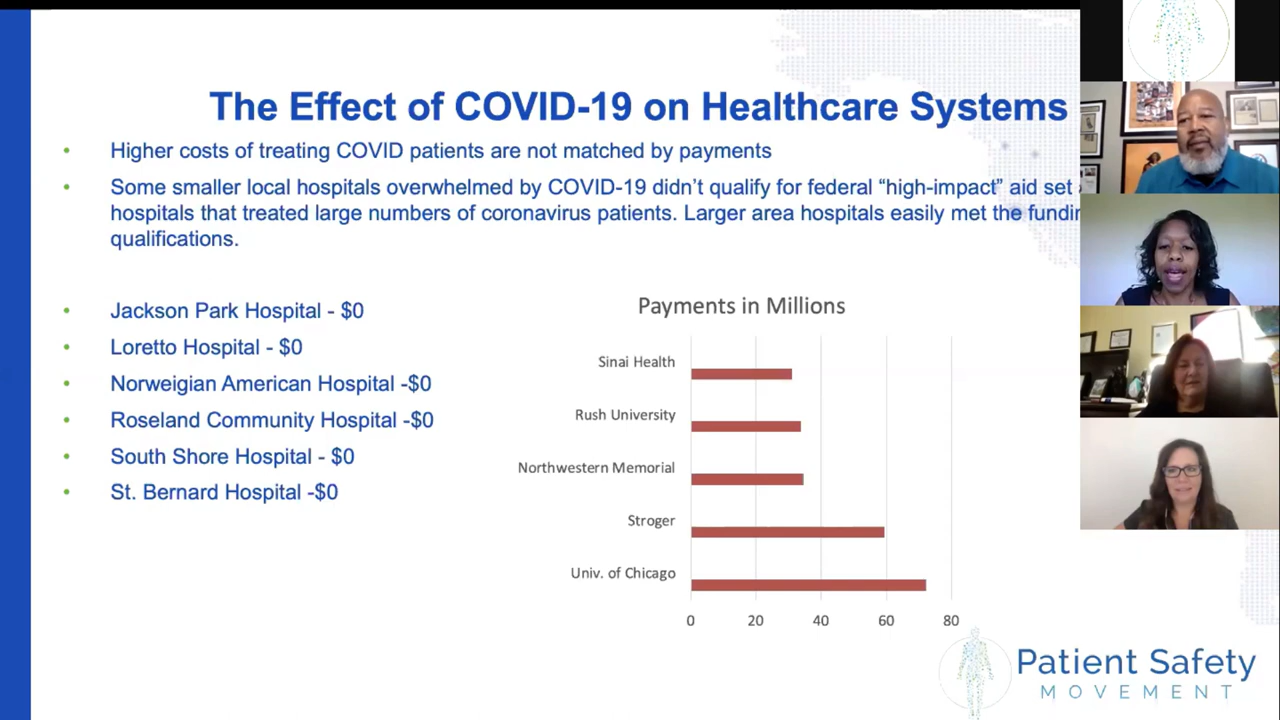 The Effect of COVID-19 on Healthcare Systems
Higher costs of treating COVID patients are not matched by payments
Some smaller local hospitals overwhelmed by COVID-19 didn’t qualify for federal “high-impact” aid set
hospitals that treated large numbers of coronavirus patients. Larger area hospitals easily met the
qualifications.
Jackson Park Hospital - $0
Loretto Hospital - $0
Norweigian American Hospital -$0
Roseland Community Hospital -$0
South Shore Hospital - $0
St. Bernard Hospital -$0
Payments in Millions
Sinai Health
Rush University
Northwestern Memorial
Stroger
Univ. of Chicago
0 20 40 60 80
Patient Safety
MOVEMENT